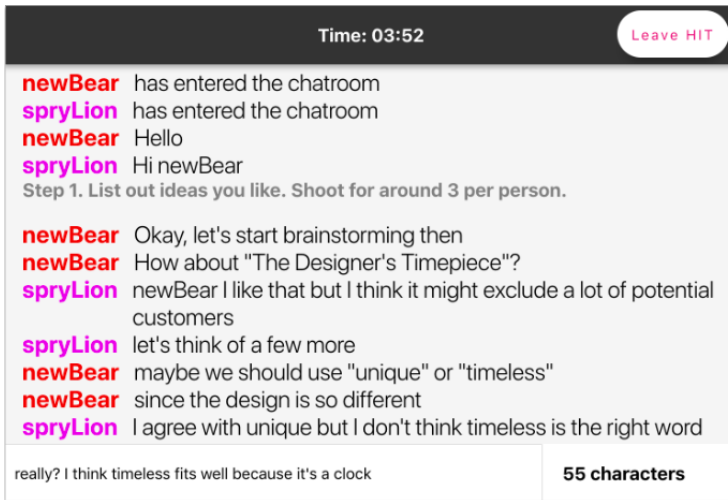 Time: 03:52
Leave HIT
newBear has entered the chatroom
spryLion has entered the chatroom
newBear Hello
spryLion Hi newBear
Step 1. List out ideas you like. Shoot for around 3 per person.
newBear Okay, let's start brainstorming then
newBear How about "The Designer's Timepiece"?
spryLion newBear I like that but I think it might exclude a lot of potential
customers
spryLion let's think of a few more
newBear maybe we should use "unique" or "timeless"
newBear since the design is so different
spryLion I agree with unique but I don't think timeless is the right word
really? I think timeless fits well because it's a clock
55 characters